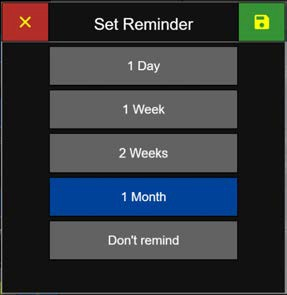 Set Reminder
1 Day
1 Week
2 Weeks
1 Month
Don't remind